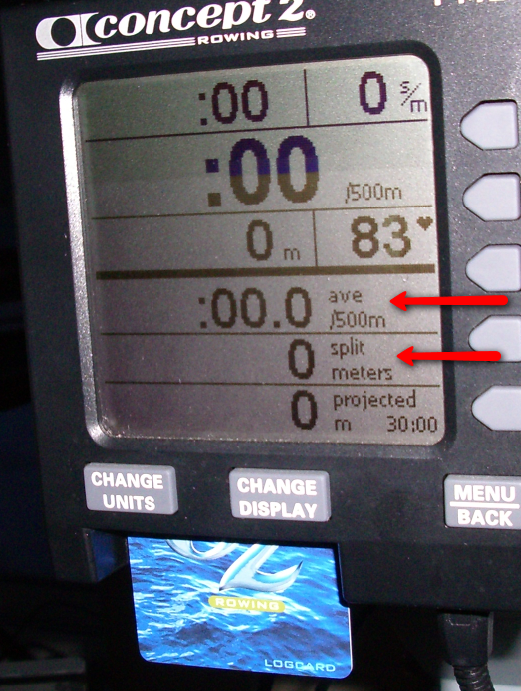 concept 2®
ROWING
:00 0 s/m
:00 /500m
0 m 83♥
:00.0 ave /500m
0 split meters
0 projected m 30:00
CHANGE UNITS
CHANGE DISPLAY
MENU BACK
ROWING
LOGCARD